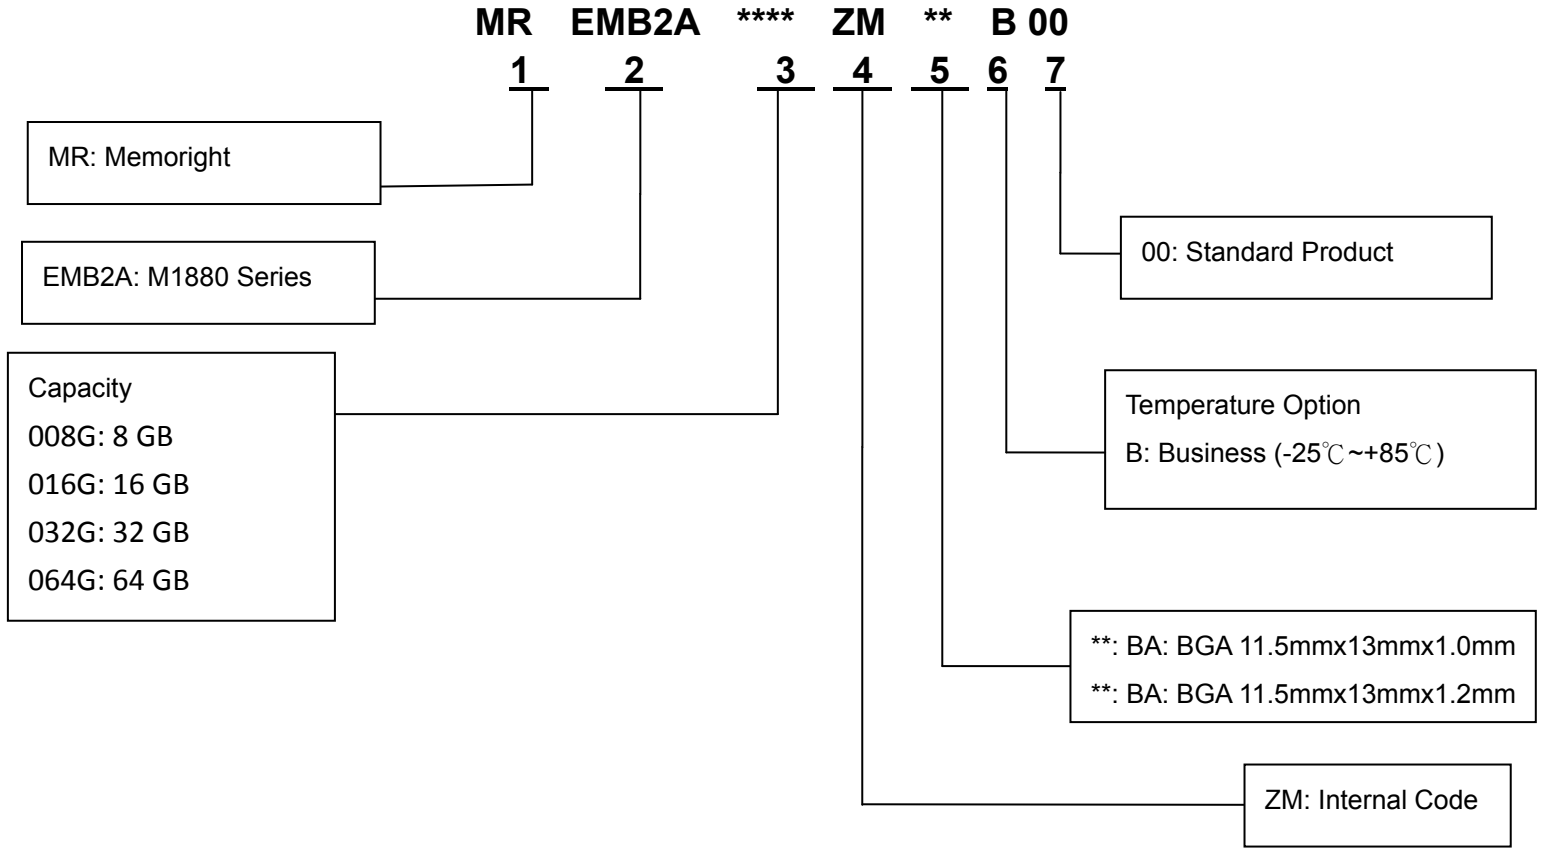 MR EMB2A **** ZM ** B 00
1 2 3 4 5 6 7
MR: Memoright
EMB2A: M1880 Series
Capacity
008G: 8 GB
016G: 16 GB
032G: 32 GB
064G: 64 GB
00: Standard Product
Temperature Option
B: Business (-25℃~+85℃)
**: BA: BGA 11.5mmx13mmx1.0mm
**: BA: BGA 11.5mmx13mmx1.2mm
ZM: Internal Code